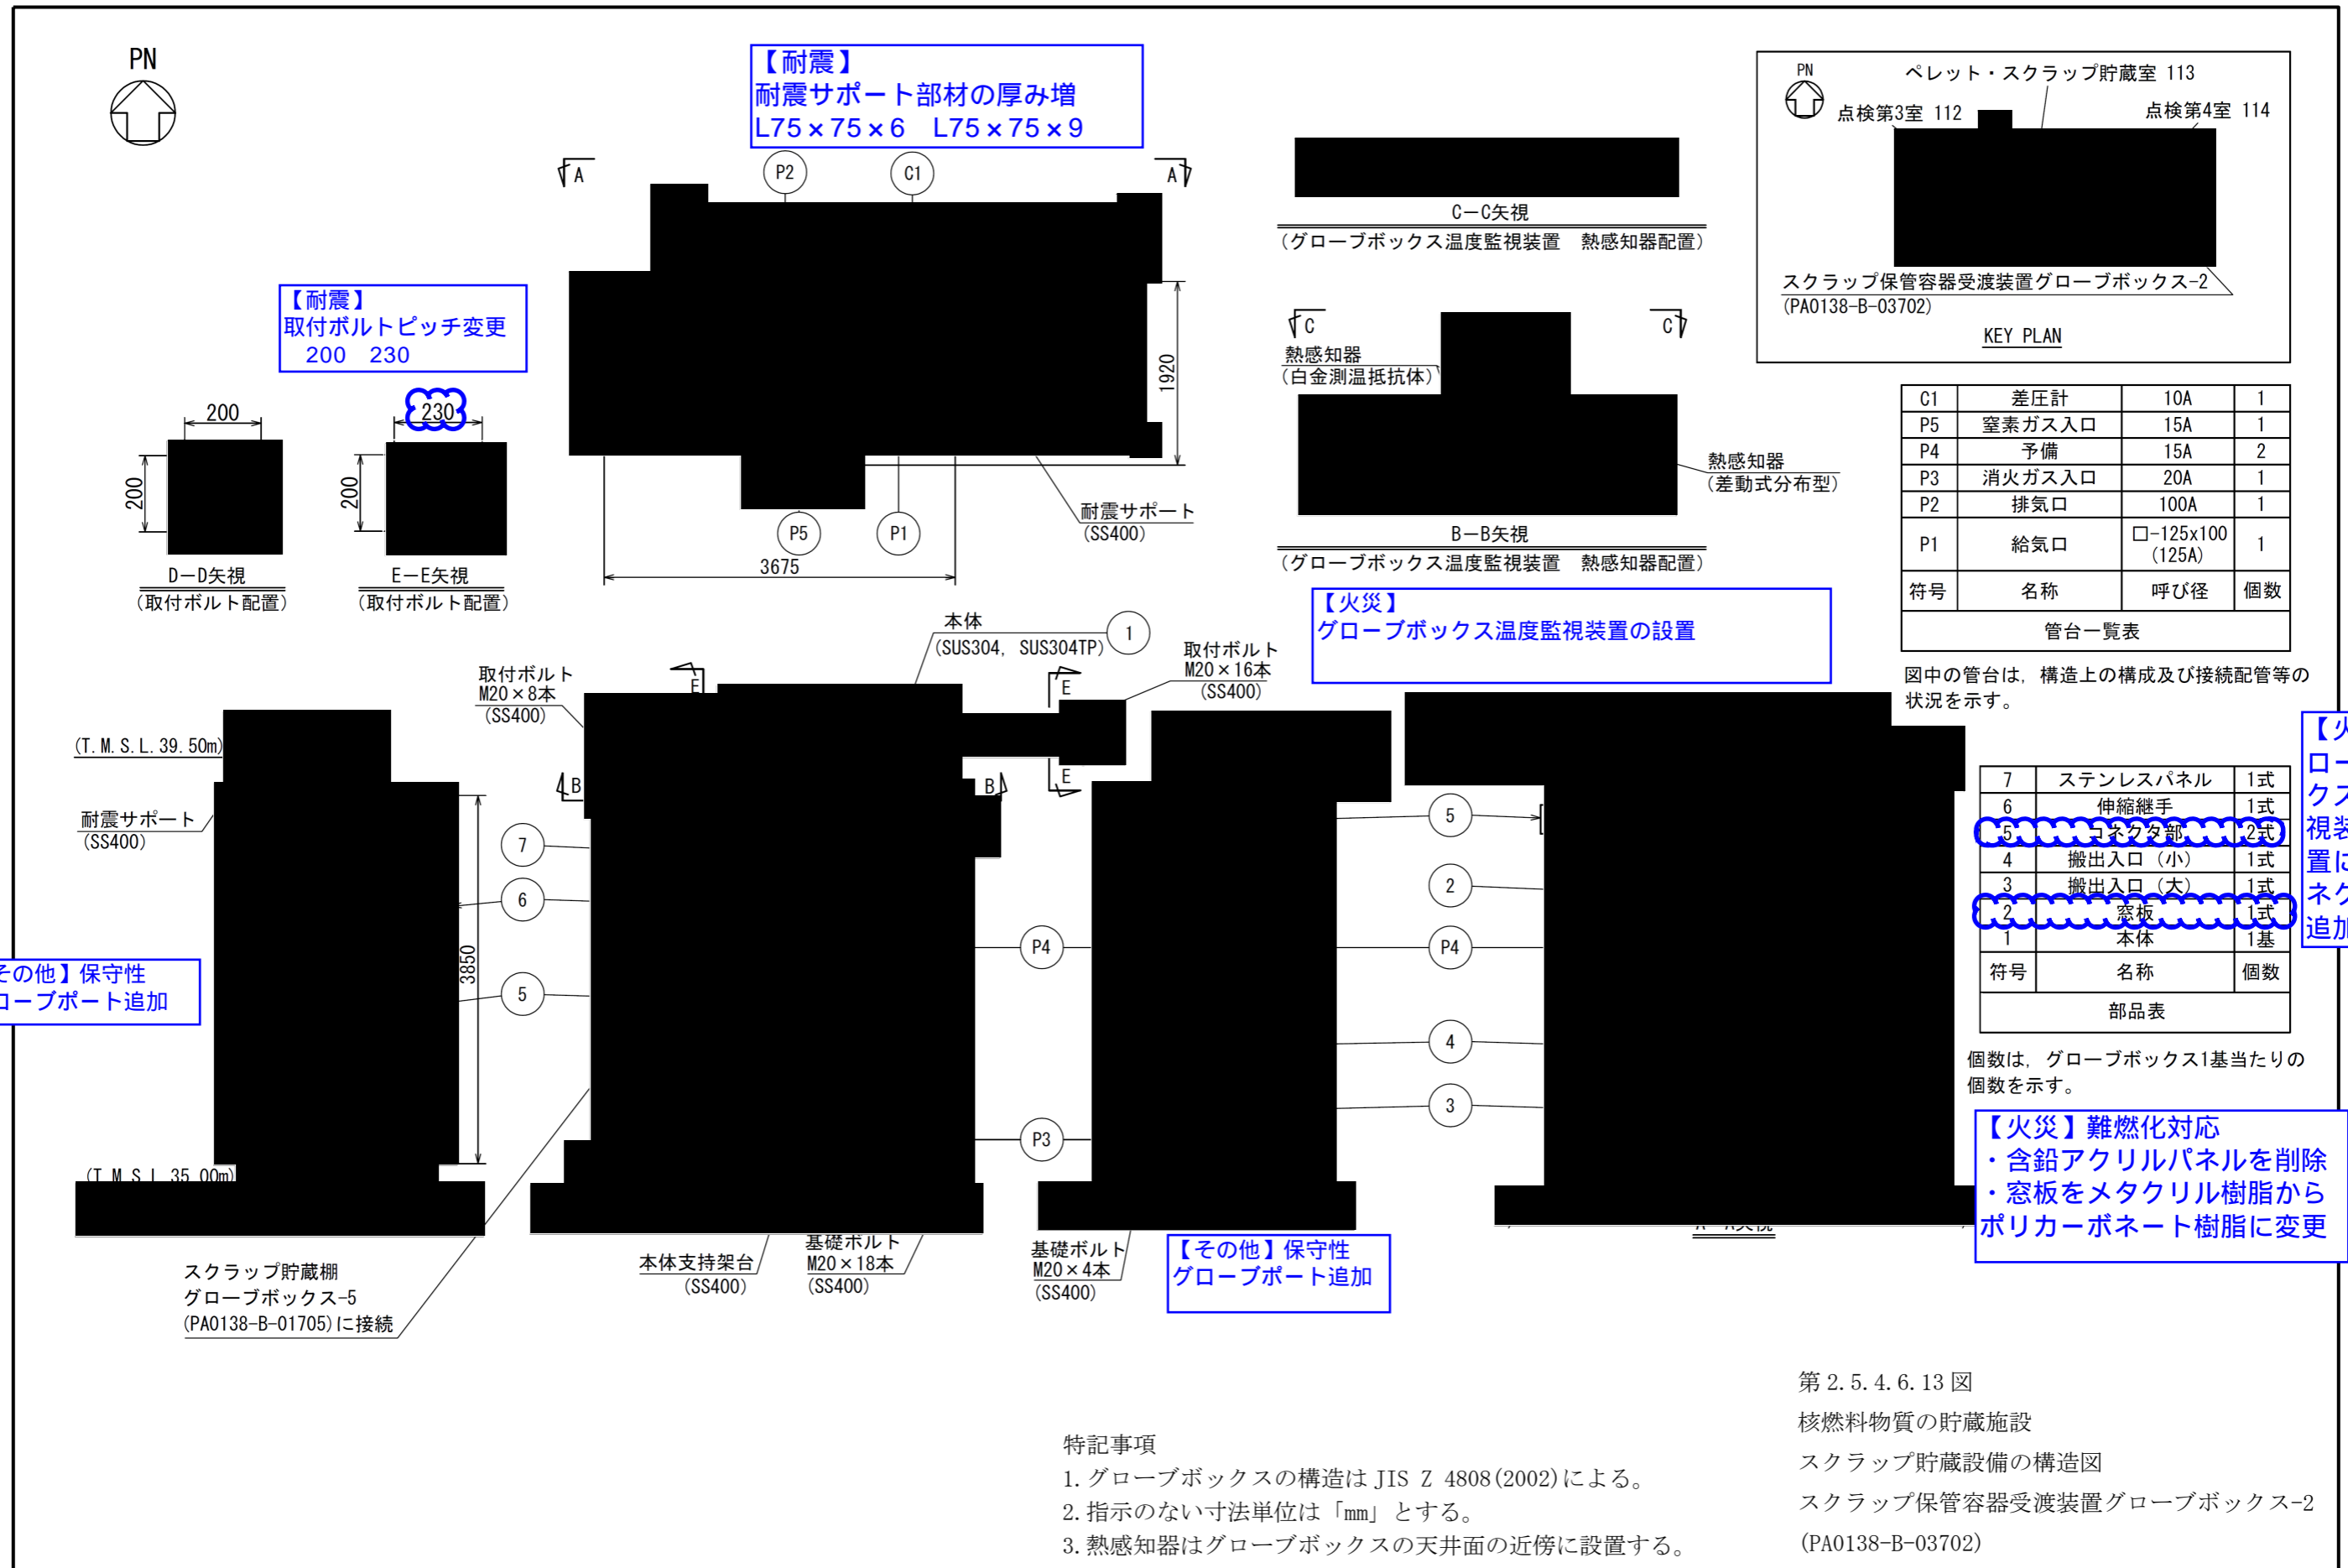 PN
【耐震】
耐震サポート部材の厚み増
L75×75×6　L75×75×9
A
P2
C1
A
【耐震】
取付ボルトピッチ変更
200　230
200
200
D－D矢視
(取付ボルト配置)
230
200
E－E矢視
(取付ボルト配置)
1920
耐震サポート
(SS400)
P5
P1
3675
C－C矢視
(グローブボックス温度監視装置　熱感知器配置)
C
C
熱感知器
(白金測温抵抗体)
熱感知器
(差動式分布型)
B－B矢視
(グローブボックス温度監視装置　熱感知器配置)
【火災】
グローブボックス温度監視装置の設置
PN
ペレット・スクラップ貯蔵室 113
点検第3室 112
点検第4室 114
スクラップ保管容器受渡装置グローブボックス-2
(PA0138-B-03702)
KEY PLAN
C1 差圧計 10A 1
P5 窒素ガス入口 15A 1
P4 予備 15A 2
P3 消火ガス入口 20A 1
P2 排気口 100A 1
P1 給気口 □-125x100 (125A) 1
符号 名称 呼び径 個数
管台一覧表
図中の管台は，構造上の構成及び接続配管等の
状況を示す。
本体
(SUS304, SUS304TP)
1
取付ボルト
M20×8本
(SS400)
取付ボルト
M20×16本
(SS400)
E
E
E
B
B
(T.M.S.L.39.50m)
耐震サポート
(SS400)
3850
7
6
5
P4
P3
5
2
P4
4
3
(T.M.S.L.35.00m)
その他】保守性
ローブポート追加
スクラップ貯蔵棚
グローブボックス-5
(PA0138-B-01705)に接続
本体支持架台
(SS400)
基礎ボルト
M20×18本
(SS400)
基礎ボルト
M20×4本
(SS400)
【その他】保守性
グローブポート追加
A－A矢視
7 ステンレスパネル 1式
6 伸縮継手 1式
5 コネクタ部 2式
4 搬出入口（小） 1式
3 搬出入口（大） 1式
2 窓板 1式
1 本体 1基
符号 名称 個数
部品表
【火
ロー
クス
視装
置に
ネク
追加
個数は，グローブボックス1基当たりの
個数を示す。
【火災】難燃化対応
・含鉛アクリルパネルを削除
・窓板をメタクリル樹脂から
ポリカーボネート樹脂に変更
特記事項
1.グローブボックスの構造は JIS Z 4808(2002)による。
2.指示のない寸法単位は「mm」とする。
3.熱感知器はグローブボックスの天井面の近傍に設置する。
第 2.5.4.6.13 図
核燃料物質の貯蔵施設
スクラップ貯蔵設備の構造図
スクラップ保管容器受渡装置グローブボックス-2
(PA0138-B-03702)